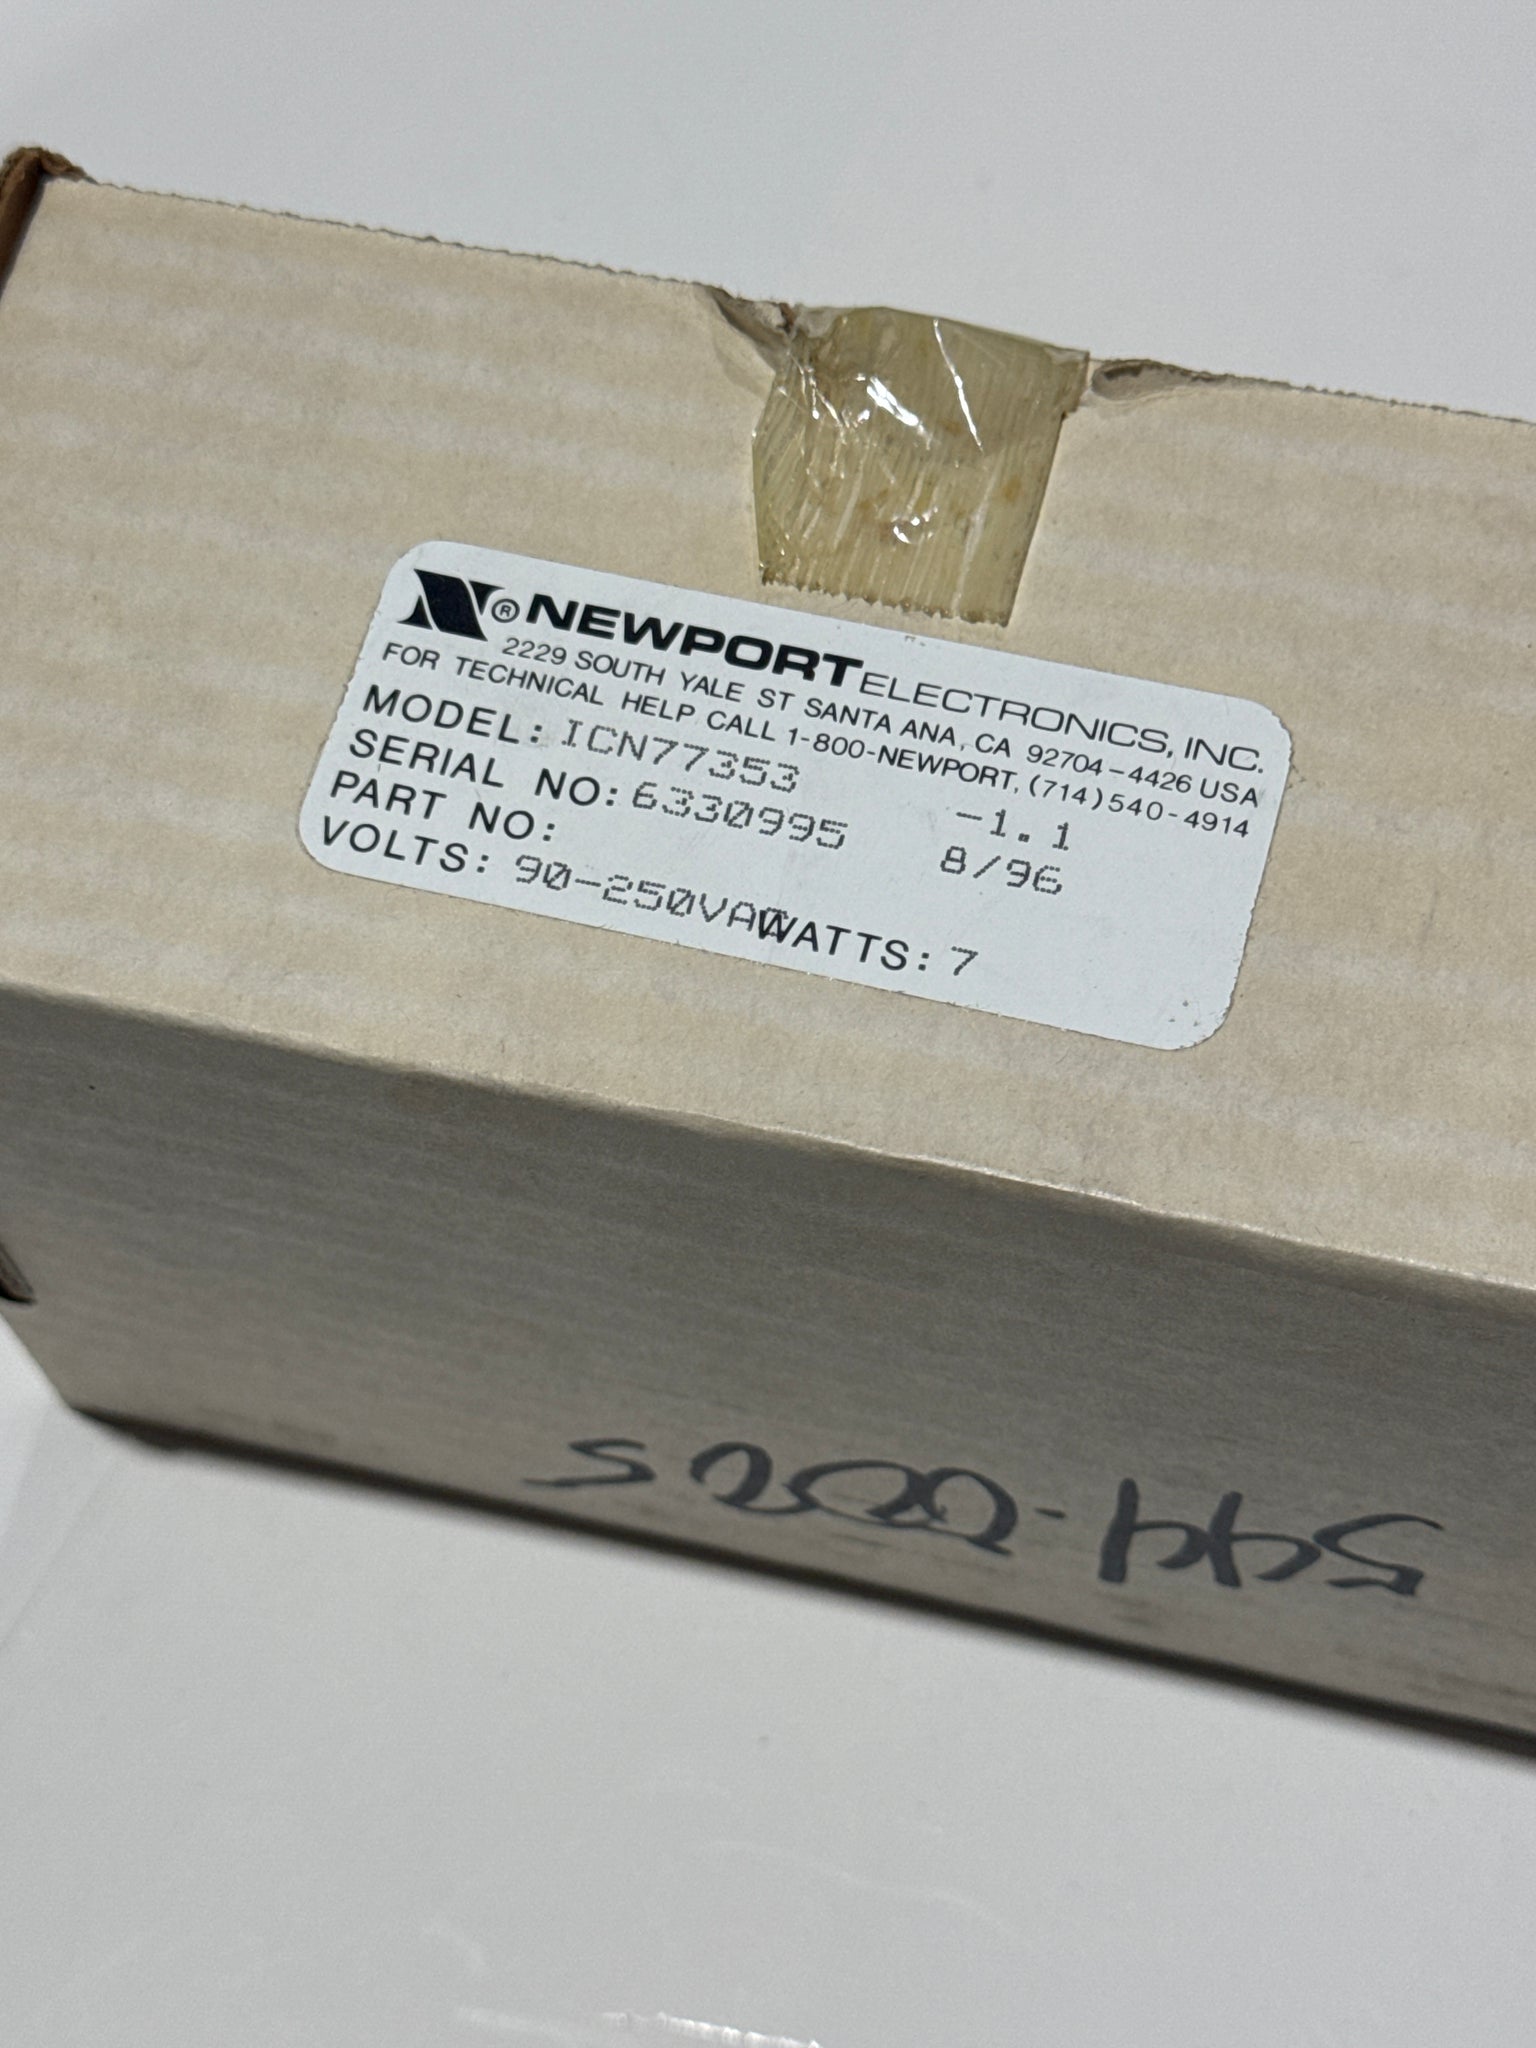 ® NEWPORT ELECTRONICS, INC.
2229 SOUTH YALE ST SANTA ANA, CA 92704-4426 USA
FOR TECHNICAL HELP CALL 1-800-NEWPORT, (714)540-4914
MODEL: ICN77353 -1.1
SERIAL NO: 6330995 8/96
PART NO:
VOLTS: 90-250VAC WATTS: 7
544-0025